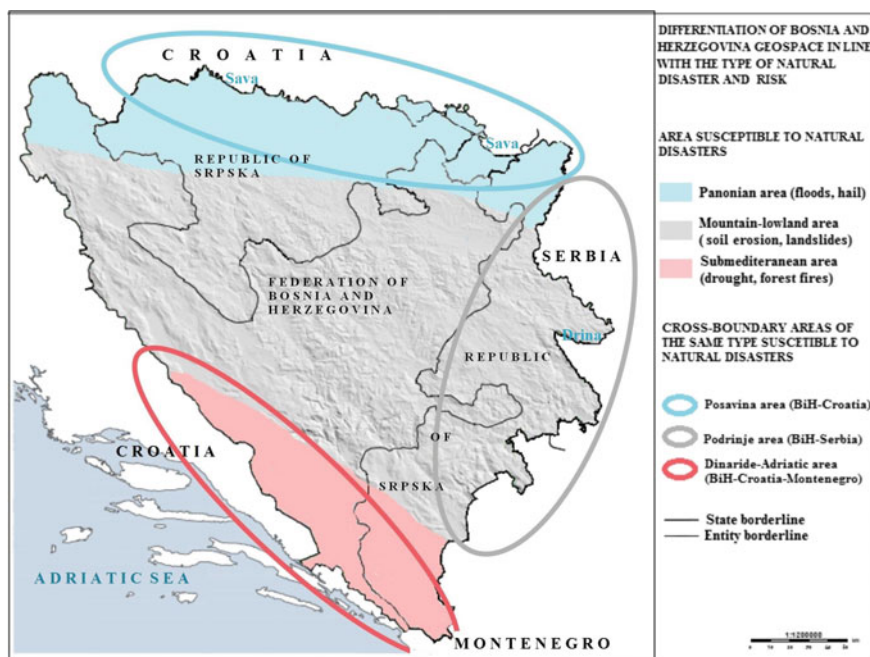 CROATIA
Sava
Sava
REPUBLIC OF
SRPSKA
SERBIA
FEDERATION OF
BOSNIA AND
HERZEGOVINA
Drina
REPUBLIC
OF
SRPSKA
CROATIA
ADRIATIC SEA
MONTENEGRO
DIFFERENTIATION OF BOSNIA AND
HERZEGOVINA GEOSPACE IN LINE
WITH THE TYPE OF NATURAL
DISASTER AND RISK
AREA SUSCEPTIBLE TO NATURAL
DISASTERS
Panonian area (floods, hail)
Mountain-lowland area
( soil erosion, landslides)
Submediteranean area
(drought, forest fires)
CROSS-BOUNDARY AREAS OF
THE SAME TYPE SUSCETIBLE TO
NATURAL DISASTERS
Posavina area (BiH-Croatia)
Podrinje area (BiH-Serbia)
Dinaride-Adriatic area
(BiH-Croatia-Montenegro)
State borderline
Entity borderline
1:1200000